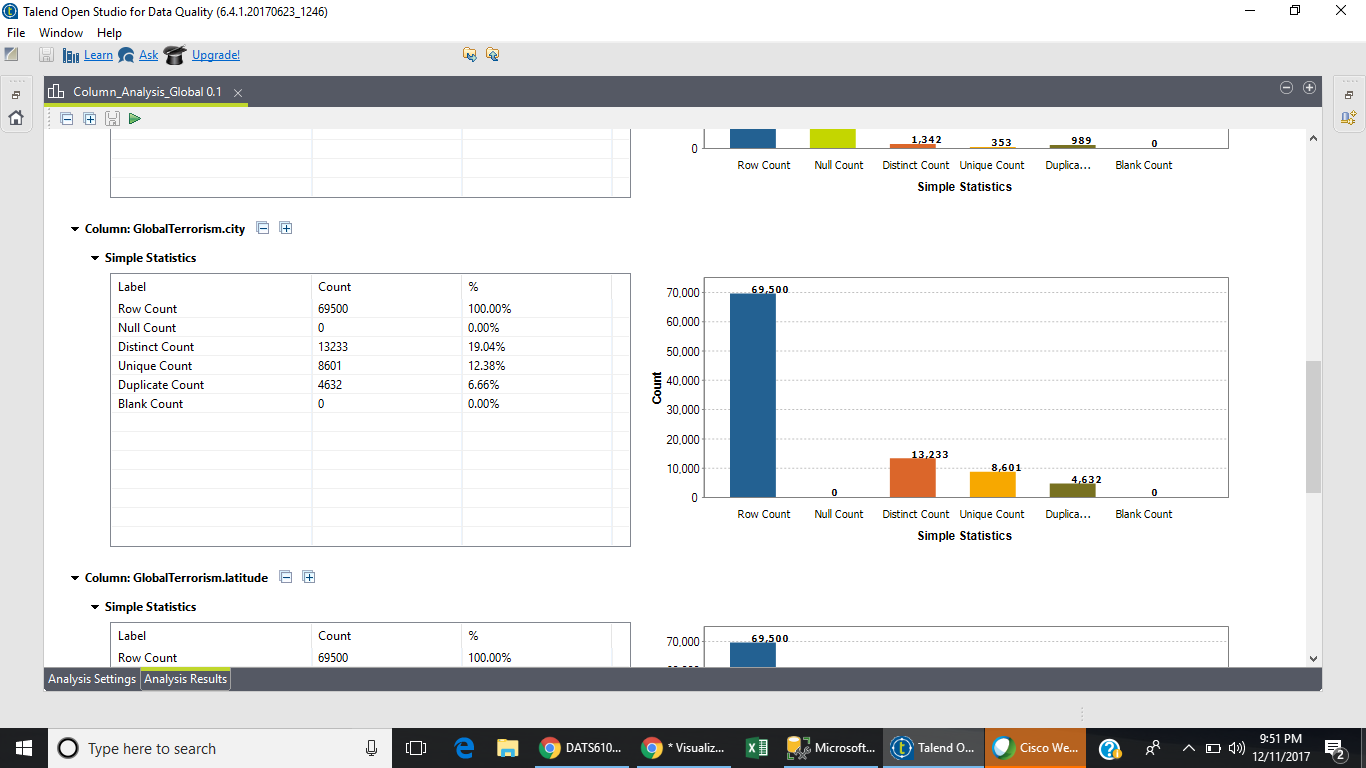 Talend Open Studio for Data Quality (6.4.1.20170623_1246)
File Window Help
Learn Ask Upgrade!
Column_Analysis_Global 0.1
0
1,342 353 989 0
Row Count Null Count Distinct Count Unique Count Duplica... Blank Count
Simple Statistics
Column: GlobalTerrorism.city
Simple Statistics
Label Count %
Row Count 69500 100.00%
Null Count 0 0.00%
Distinct Count 13233 19.04%
Unique Count 8601 12.38%
Duplicate Count 4632 6.66%
Blank Count 0 0.00%
70,000
60,000
50,000
40,000
30,000
20,000
10,000
0
Count
69,500 0 13,233 8,601 4,632 0
Row Count Null Count Distinct Count Unique Count Duplica... Blank Count
Simple Statistics
Column: GlobalTerrorism.latitude
Simple Statistics
Label Count %
Row Count 69500 100.00%
70,000
69,500
Analysis Settings Analysis Results
Type here to search
DATS610... * Visualiz... Microsoft... Talend O... Cisco We...
9:51 PM
12/11/2017
2